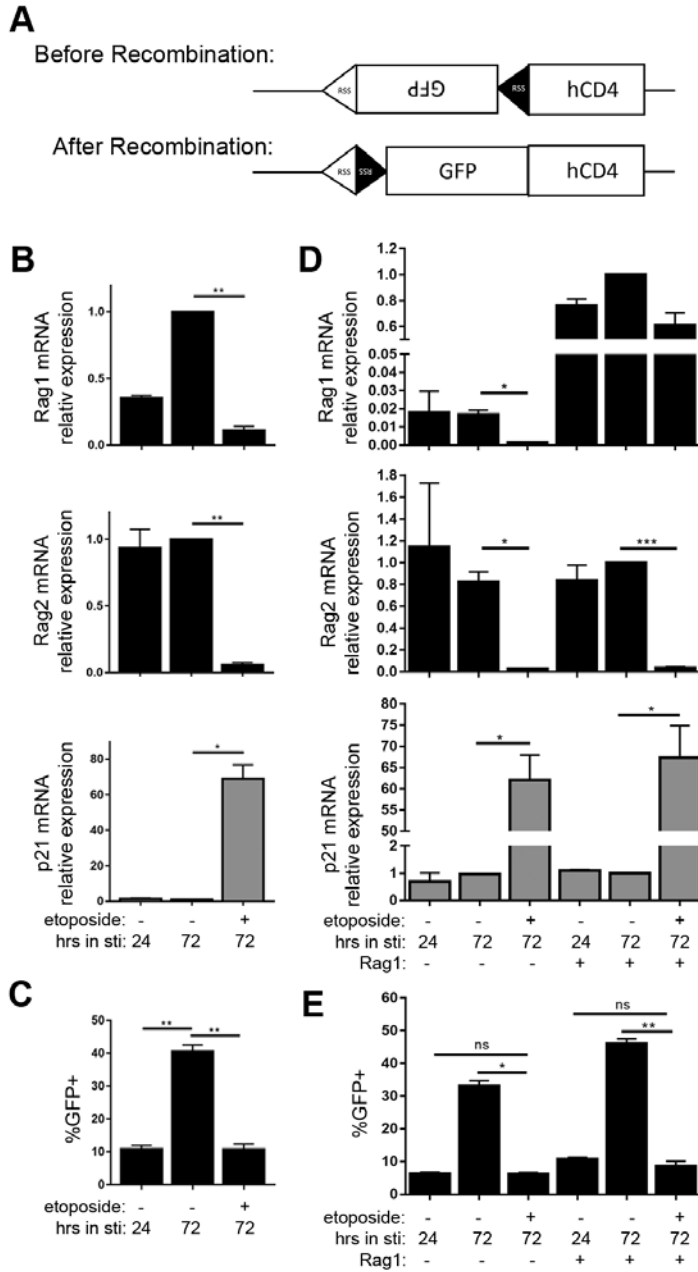 A
Before Recombination:
RSS
GFP
RSS
hCD4
After Recombination:
RSS
RSS
GFP
hCD4
B
Rag1 mRNA
relativ expression
1.0
0.5
0.0
**
Rag2 mRNA
relative expression
1.0
0.5
0.0
**
p21 mRNA
relative expression
80
60
40
20
0
*
etoposide: - - +
hrs in sti: 24 72 72
C
%GFP+
50
40
30
20
10
0
** **
etoposide: - - +
hrs in sti: 24 72 72
D
Rag1 mRNA
relativ expression
1.0
0.8
0.6
0.05
0.04
0.03
0.02
0.01
0.00
*
Rag2 mRNA
relative expression
1.8
1.6
1.4
1.2
1.0
0.8
0.6
0.4
0.2
0.0
* ***
p21 mRNA
relative expression
85
80
75
70
65
60
55
50
2
1
0
* *
etoposide: - - + - - +
hrs in sti: 24 72 72 24 72 72
Rag1: - - - + + +
E
%GFP+
60
50
40
30
20
10
0
ns
*
ns
**
etoposide: - - + - - +
hrs in sti: 24 72 72 24 72 72
Rag1: - - - + + +